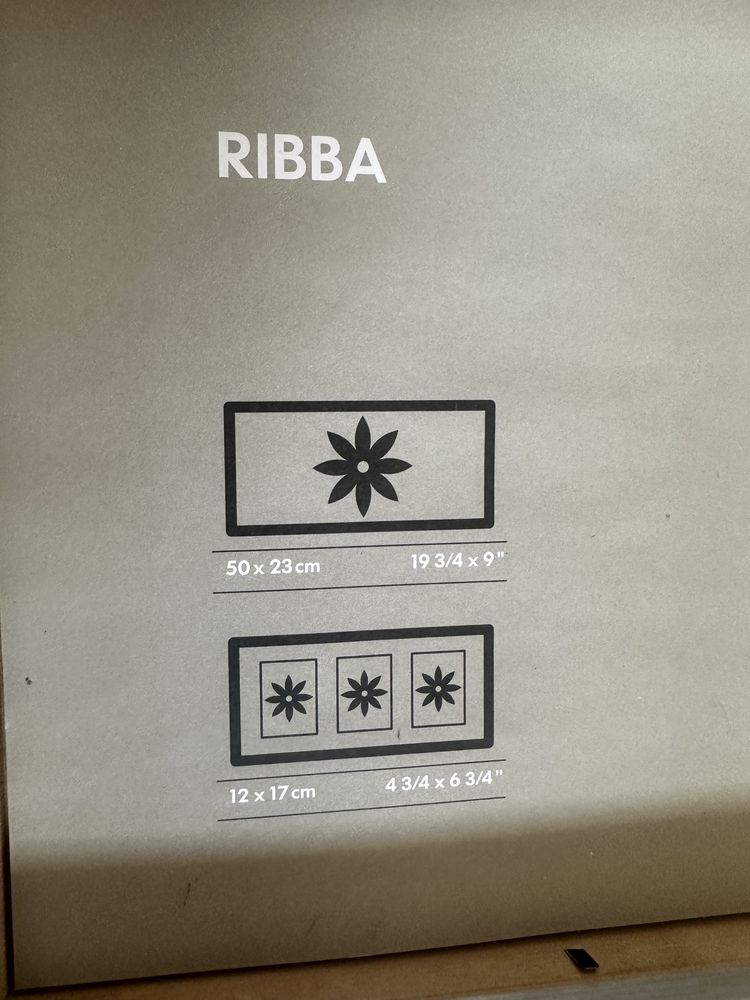 RIBBA
50 x 23 cm 19 3/4 x 9"
12 x 17 cm 4 3/4 x 6 3/4"